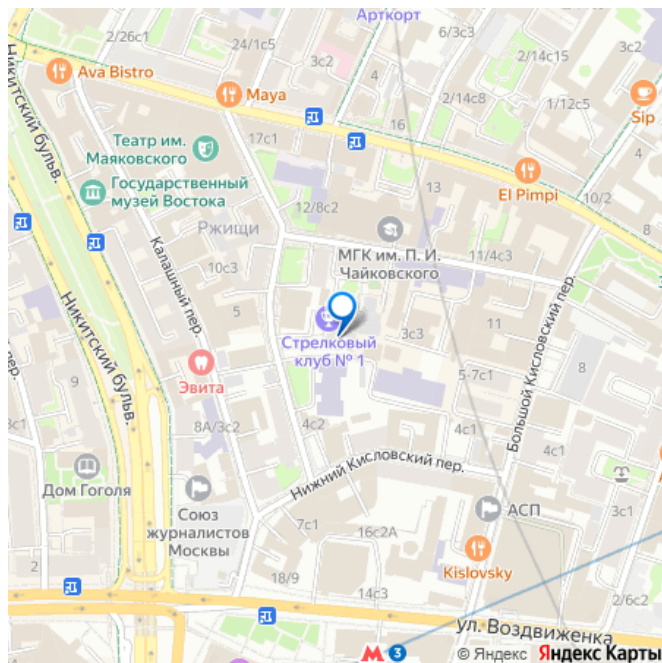 Арткорт
2/26с1
24/1с5
3с2
4
6/3с3
2/14с15
2/14с8
1/12с5
Ava Bistro
Maya
16
Sip
4
Никитский бульв.
Театр им.
Маяковского
17с1
13
El Pimpi
10/2
Государственный
музей Востока
12/8с2
Ржищи
МГК им. П. И.
Чайковского
11/4с3
8
Калашный пер.
10с3
5
Стрелковый
клуб № 1
3с3
11
Большой Кисловский пер.
8
Никитский бульв.
пер.
9
Эвита
5-7с1
8А/3с2
4с2
4с1
4с1
Нижний Кисловский пер.
Дом Гоголя
Союз
журналистов
Москвы
7с1
16с2А
АСП
3с1
Kislovsky
18/9
14с3
2/6с2
ул. Воздвиженка
3
© Яндекс Яндекс Карты